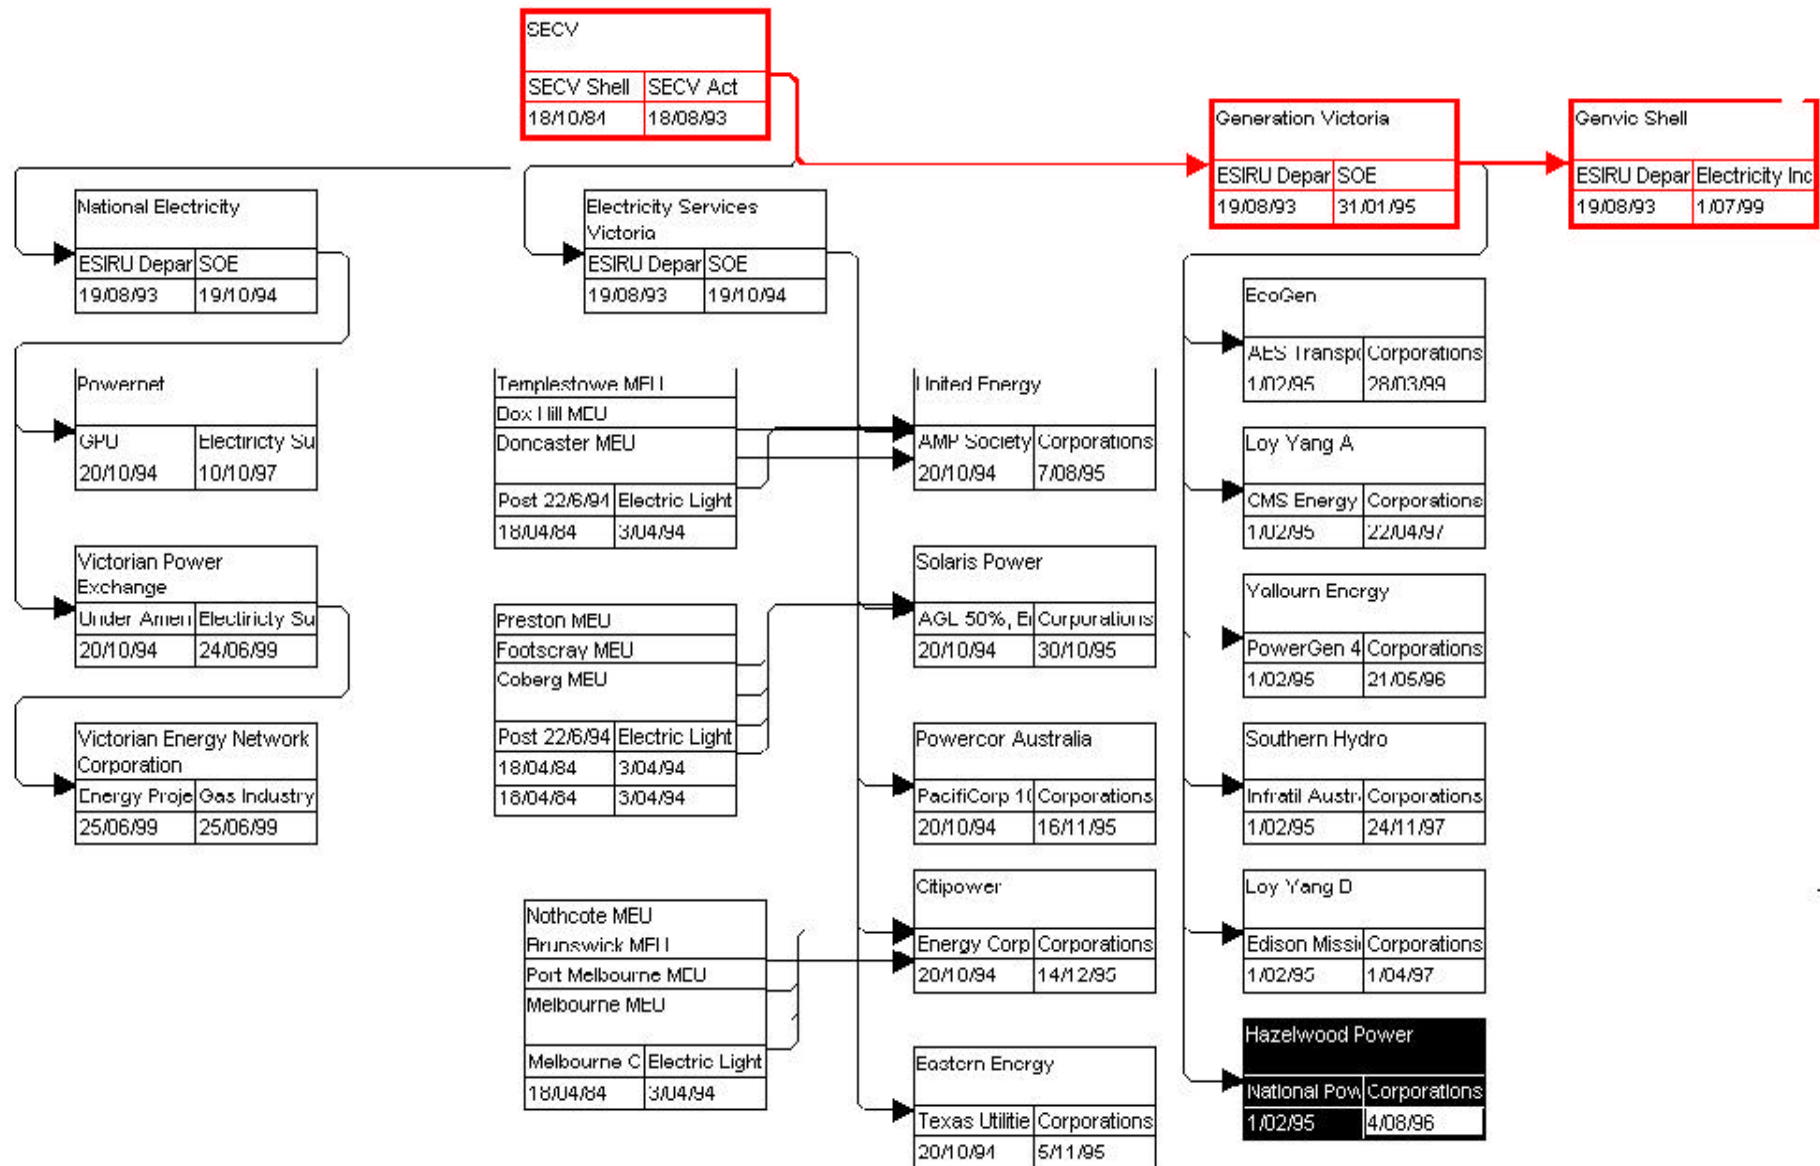 SECV
SECV Shell SECV Act
18/10/84 18/08/93
Generation Victoria
ESIRU Depar SOE
19/08/93 31/01/95
Genvic Shell
ESIRU Depar Electricity Inc
19/08/93 1/07/99
National Electricity
ESIRU Depar SOE
19/08/93 19/10/94
Electricity Services
Victoria
ESIRU Depar SOE
19/08/93 19/10/94
Powernet
GPU Electiricty Su
20/10/94 10/10/97
Victorian Power
Exchange
Under Amen Electiricty Su
20/10/94 24/06/99
Victorian Energy Network
Corporation
Energy Proje Gas Industry
25/06/99 25/06/99
Templestowe MEU
Box Hill MEU
Doncaster MEU
Post 22/6/94 Electric Light
18/04/84 3/04/94
Preston MEU
Footscray MEU
Coberg MEU
Post 22/6/94 Electric Light
18/04/84 3/04/94
18/04/84 3/04/94
Nothcote MEU
Brunswick MEU
Port Melbourne MEU
Melbourne MEU
Melbourne C Electric Light
18/04/84 3/04/94
United Energy
AMP Society Corporations
20/10/94 7/08/95
Solaris Power
AGL 50%, E Corporations
20/10/94 30/10/95
Powercor Australia
PacifiCorp 1 Corporations
20/10/94 16/11/95
Citipower
Energy Corp Corporations
20/10/94 14/12/95
Eastern Energy
Texas Utilitie Corporations
20/10/94 5/11/95
EcoGen
AES Transp Corporations
1/02/95 28/03/99
Loy Yang A
CMS Energy Corporations
1/02/95 22/04/97
Yallourn Energy
PowerGen 4 Corporations
1/02/95 21/05/96
Southern Hydro
Infratil Austr Corporations
1/02/95 24/11/97
Loy Yang B
Edison Missi Corporations
1/02/95 1/04/97
Hazelwood Power
National Pow Corporations
1/02/95 4/08/96